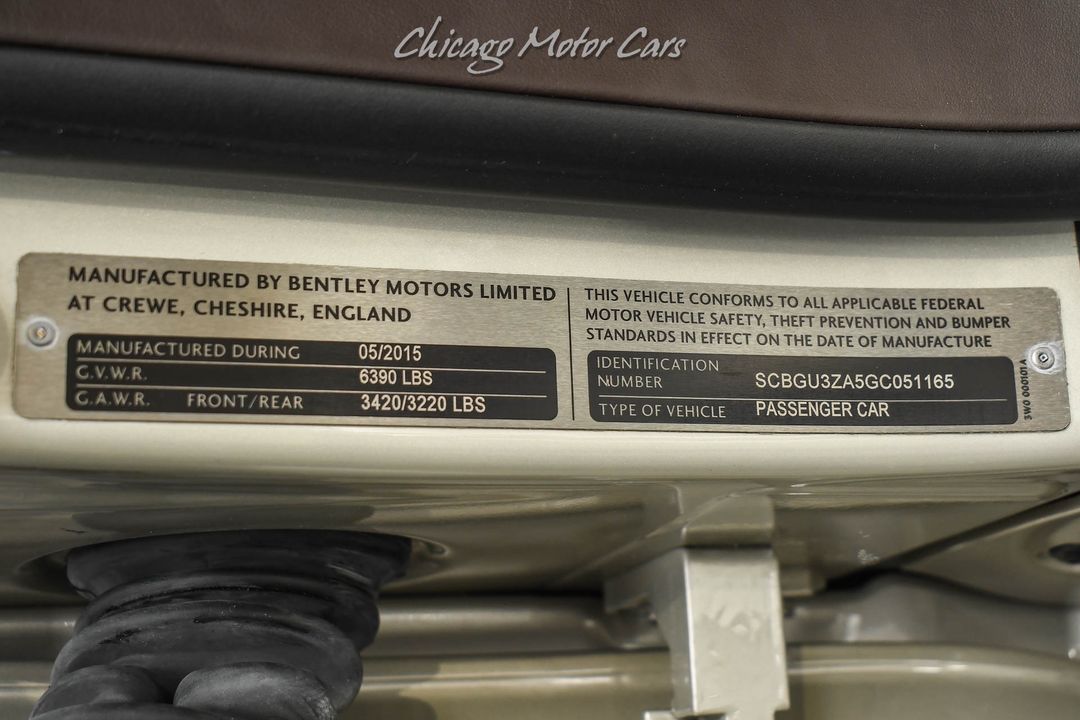 Chicago Motor Cars
MANUFACTURED BY BENTLEY MOTORS LIMITED
AT CREWE, CHESHIRE, ENGLAND
MANUFACTURED DURING 05/2015
G.V.W.R. 6390 LBS
G.A.W.R. FRONT/REAR 3420/3220 LBS
THIS VEHICLE CONFORMS TO ALL APPLICABLE FEDERAL
MOTOR VEHICLE SAFETY, THEFT PREVENTION AND BUMPER
STANDARDS IN EFFECT ON THE DATE OF MANUFACTURE
IDENTIFICATION
NUMBER SCBGU3ZA5GC051165
TYPE OF VEHICLE PASSENGER CAR
3W0 000101A